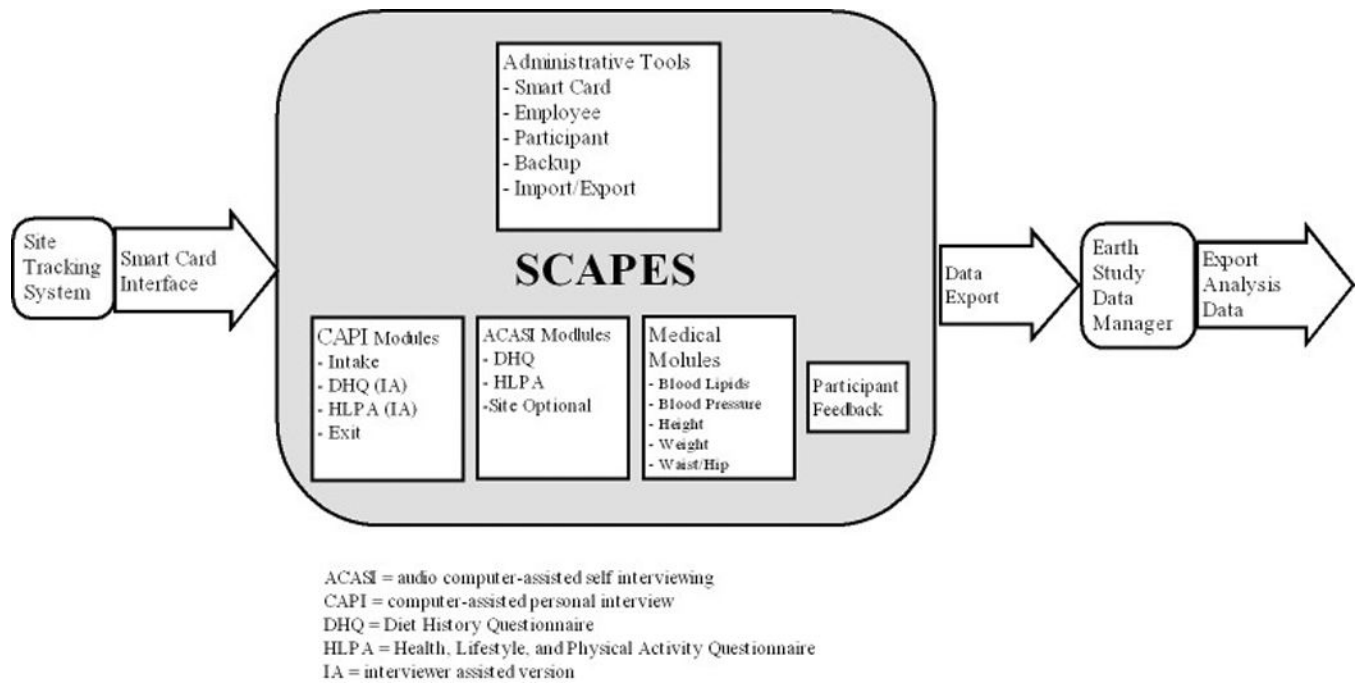 Administrative Tools
- Smart Card
- Employee
- Participant
- Backup
- Import/Export
Site
Tracking
System
Smart Card
Interface
SCAPES
Data
Export
Earth
Study
Data
Manager
Export
Analysis
Data
CAPI Modules
- Intake
- DHQ (IA)
- HLPA (IA)
- Exit
ACASI Modlules
- DHQ
- HLPA
-Site Optional
Medical
Molules
- Blood Lipids
- Blood Pressure
- Height
- Weight
- Waist/Hip
Participant
Feedback
ACASI = audio computer-assisted self interviewing
CAPI = computer-assisted personal interview
DHQ = Diet History Questionnaire
HLPA = Health, Lifestyle, and Physical Activity Questionnaire
IA = interviewer assisted version